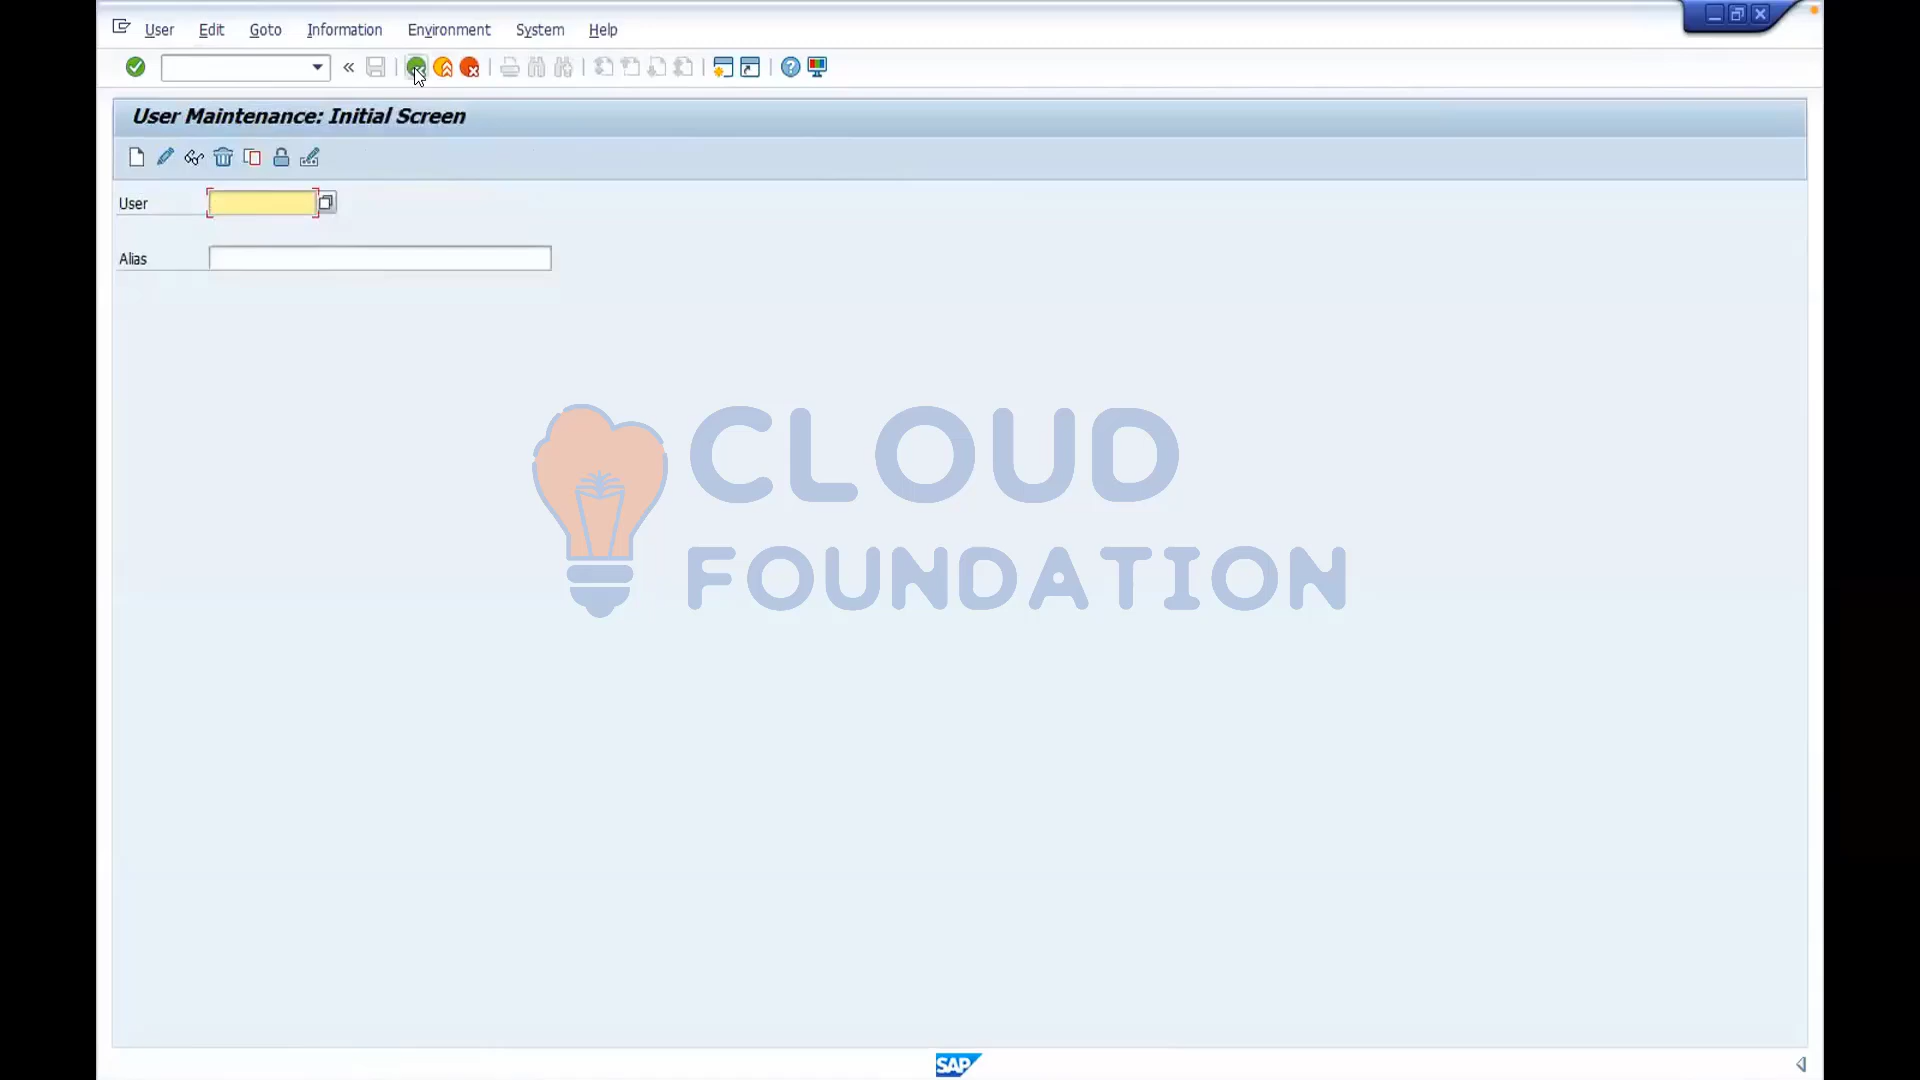 User Edit Goto Information Environment System Help
User Maintenance: Initial Screen
User
Alias
CLOUD
FOUNDATION
SAP